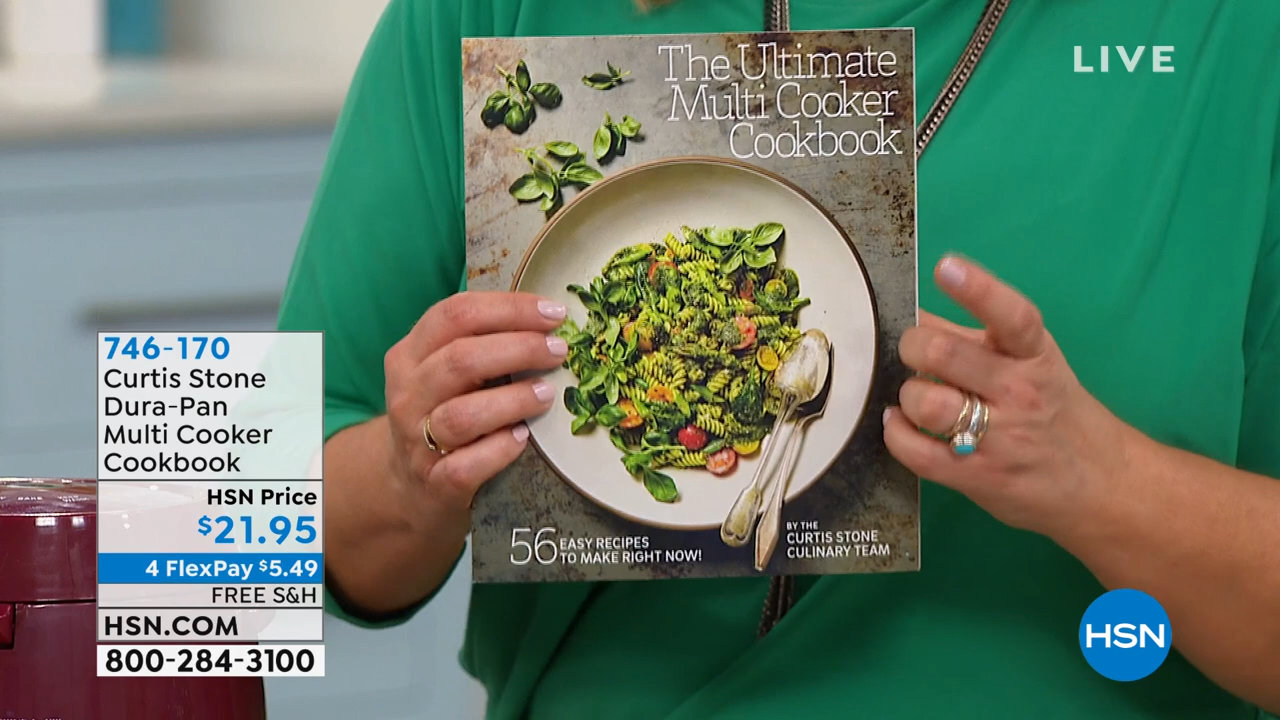 LIVE
The Ultimate
Multi Cooker
Cookbook
56 EASY RECIPES
TO MAKE RIGHT NOW!
BY THE
CURTIS STONE
CULINARY TEAM
746-170
Curtis Stone
Dura-Pan
Multi Cooker
Cookbook
HSN Price
$21.95
4 FlexPay $5.49
FREE S&H
HSN.COM
800-284-3100
HSN